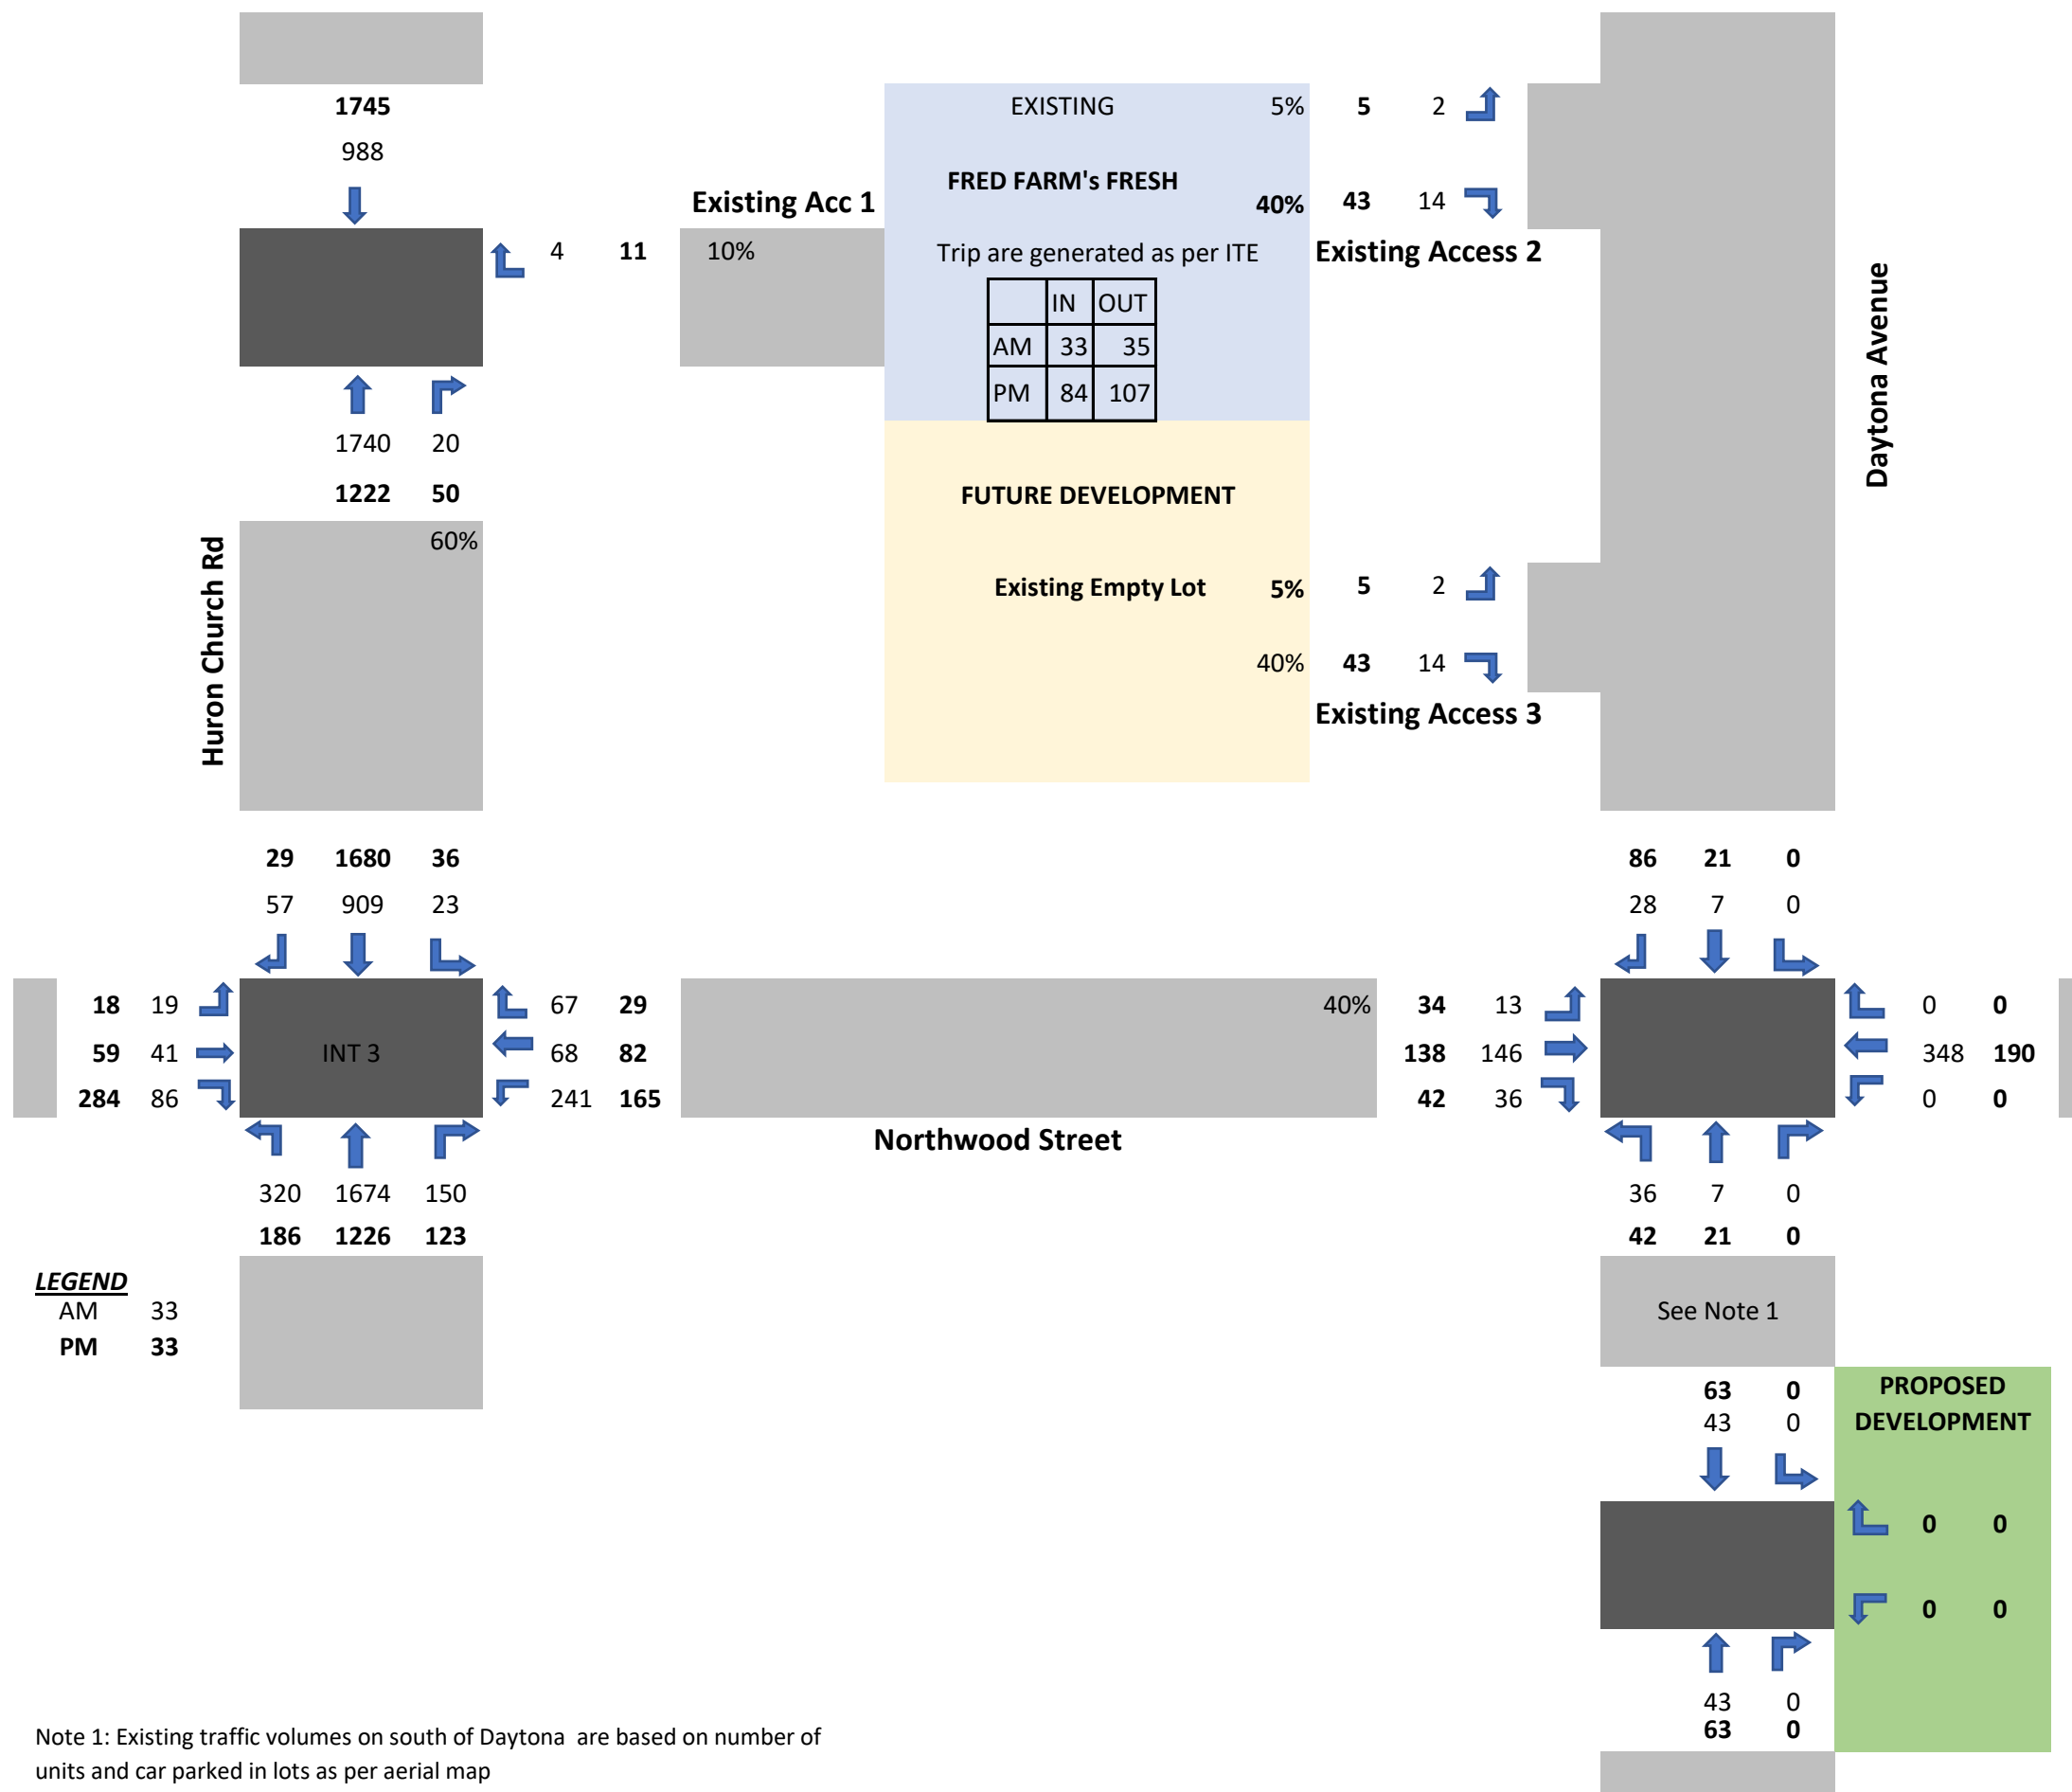 1745
EXISTING 5% 5 2
988
FRED FARM's FRESH
Existing Acc 1 40% 43 14
4 11 10% Trip are generated as per ITE Existing Access 2
IN OUT
AM 33 35
PM 84 107
Daytona Avenue
1740 20
1222 50
FUTURE DEVELOPMENT
60%
Huron Church Rd
Existing Empty Lot 5% 5 2
40% 43 14
Existing Access 3
29 1680 36 86 21 0
57 909 23 28 7 0
18 19 67 29 40% 34 13 0 0
59 41 INT 3 68 82 138 146 348 190
284 86 241 165 42 36 0 0
Northwood Street
320 1674 150 36 7 0
186 1226 123 42 21 0
LEGEND
AM 33 See Note 1
PM 33
63 0 PROPOSED
43 0 DEVELOPMENT
0 0
0 0
43 0
63 0
Note 1: Existing traffic volumes on south of Daytona are based on number of
units and car parked in lots as per aerial map